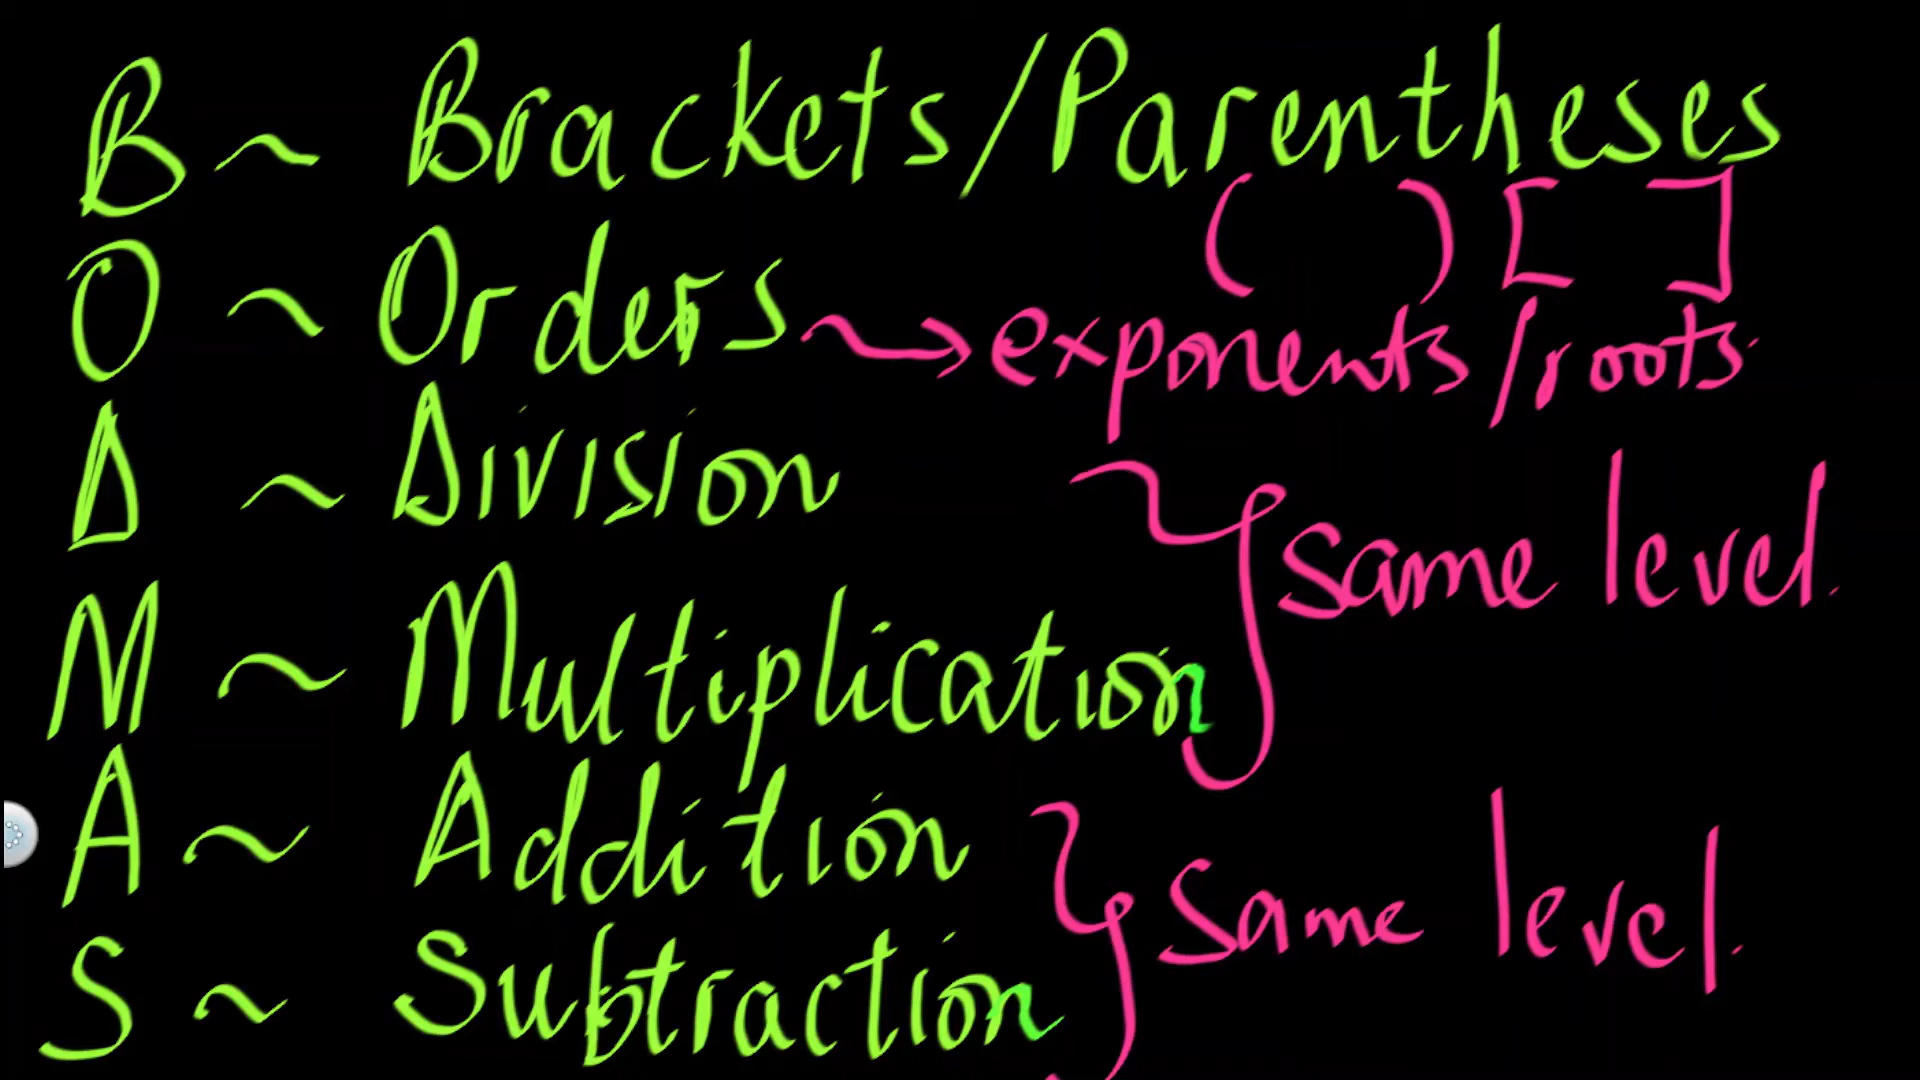 B ~ Brackets/Parentheses
( ) [ ]
O ~ Orders → exponents/roots.
D ~ Division
same level.
M ~ Multiplication
A ~ Addition
same level.
S ~ Subtraction